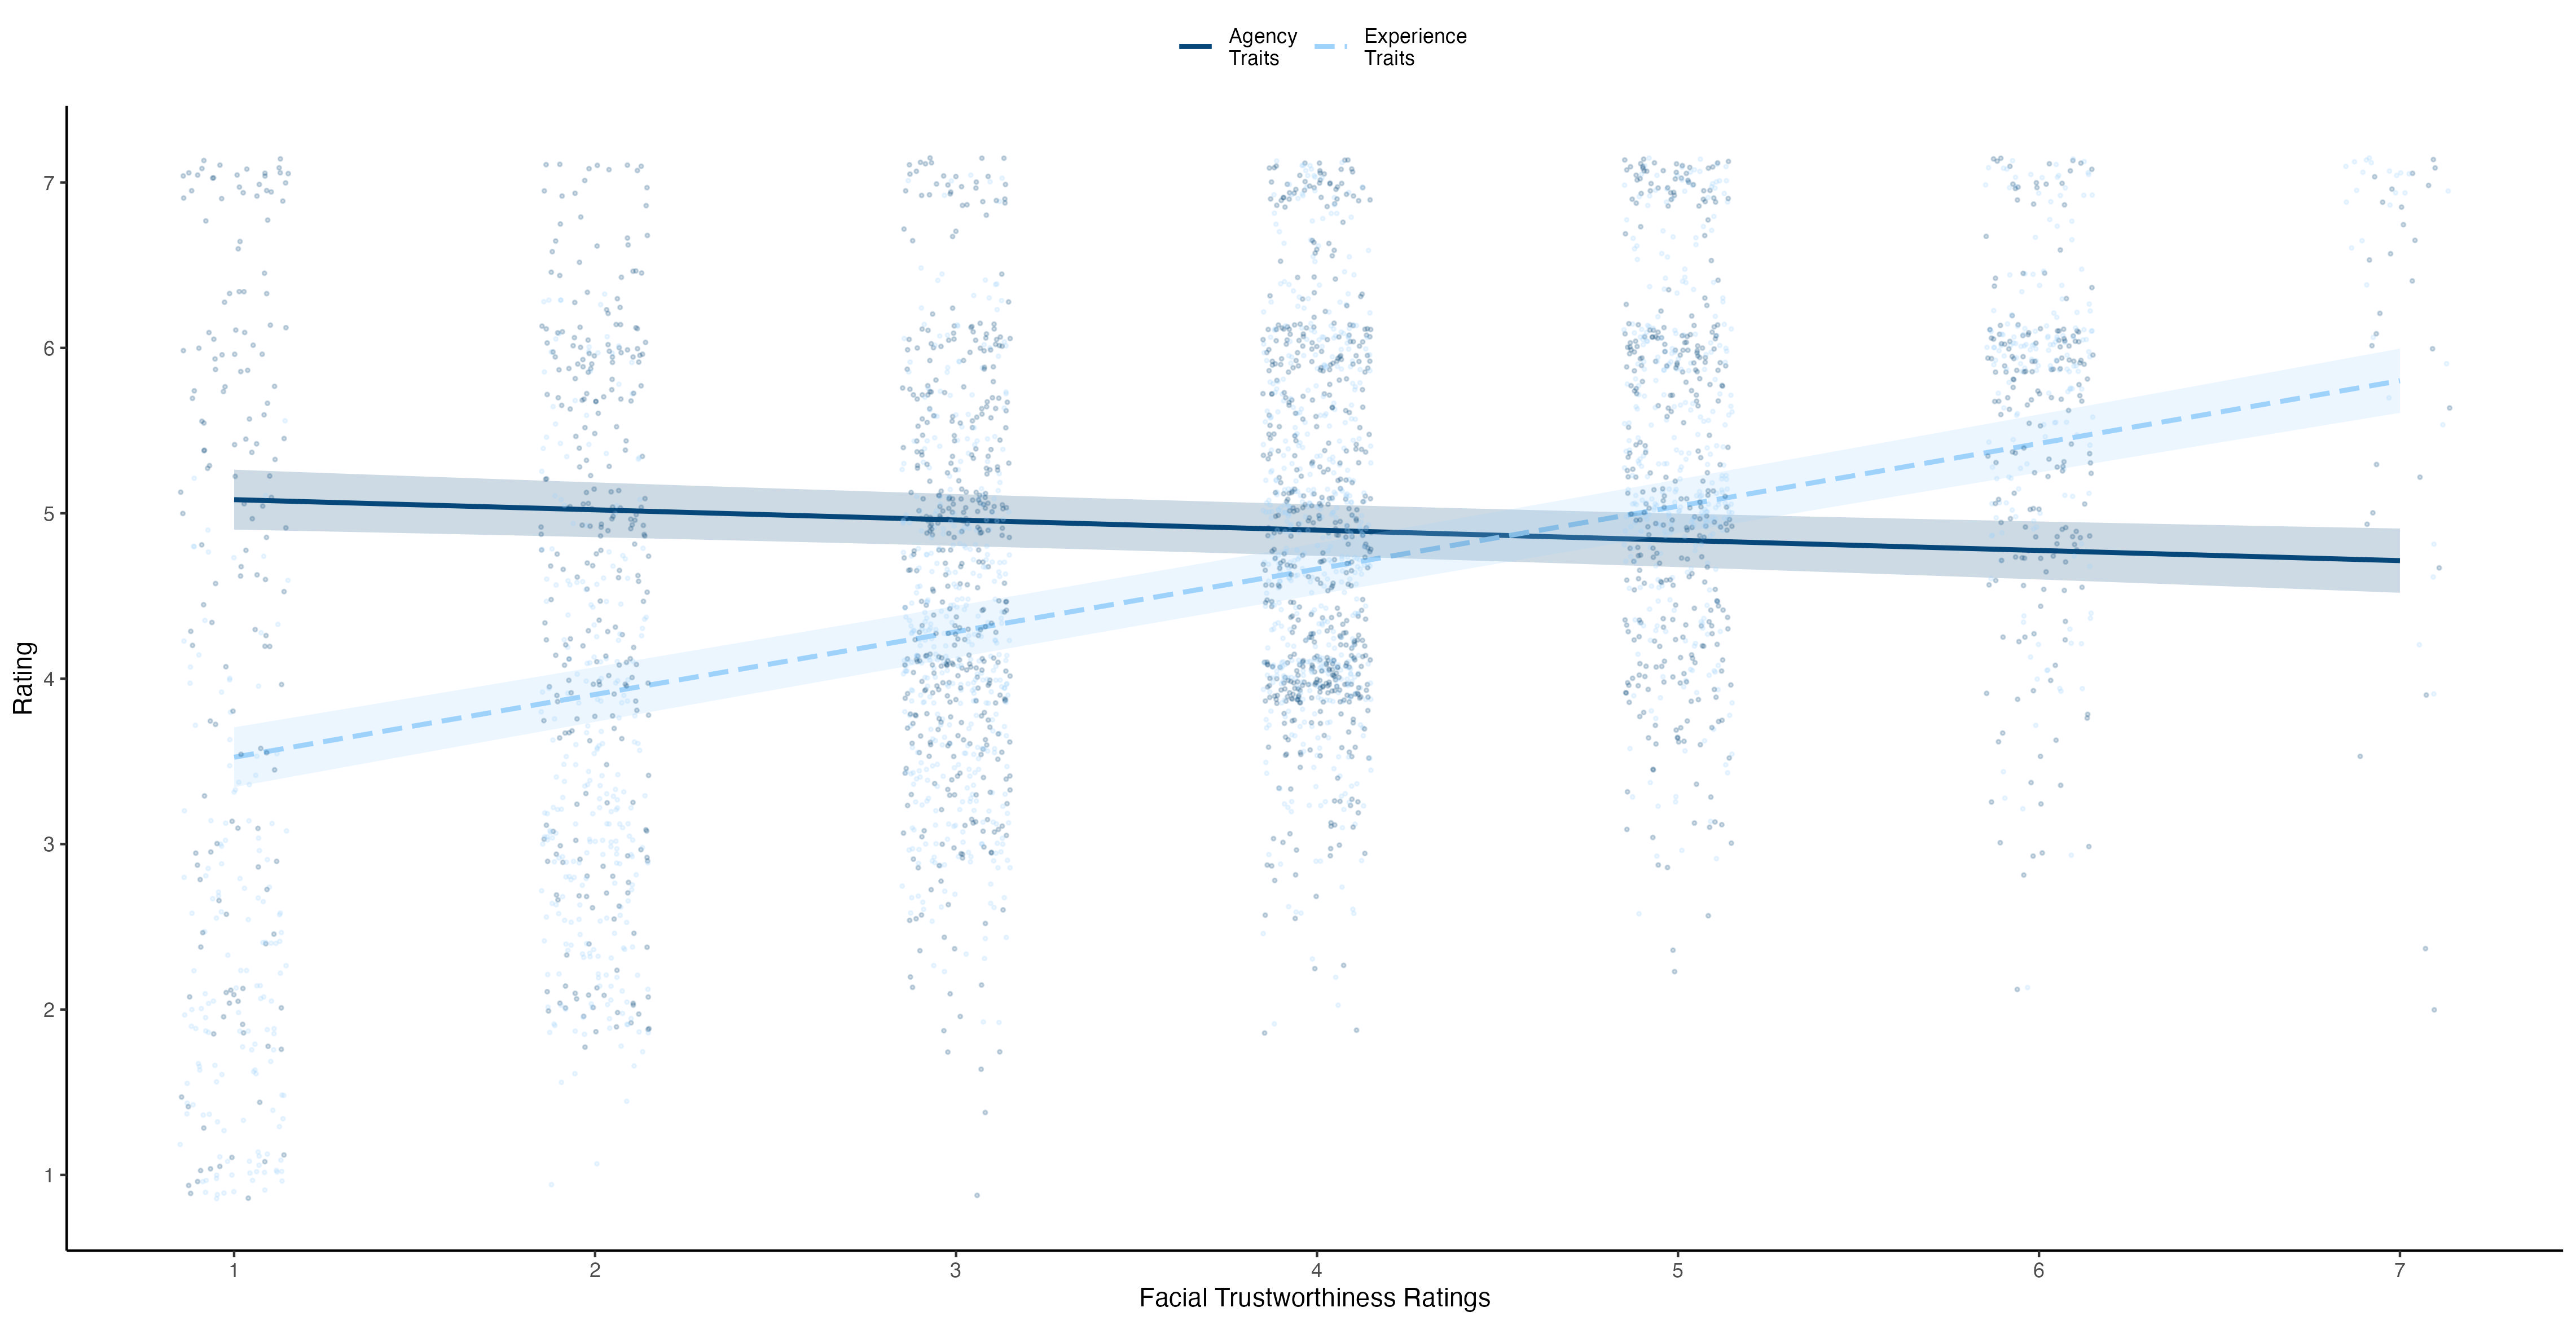 Agency
Traits
Experience
Traits
7
6
5
4
3
2
1
Rating
1 2 3 4 5 6 7
Facial Trustworthiness Ratings